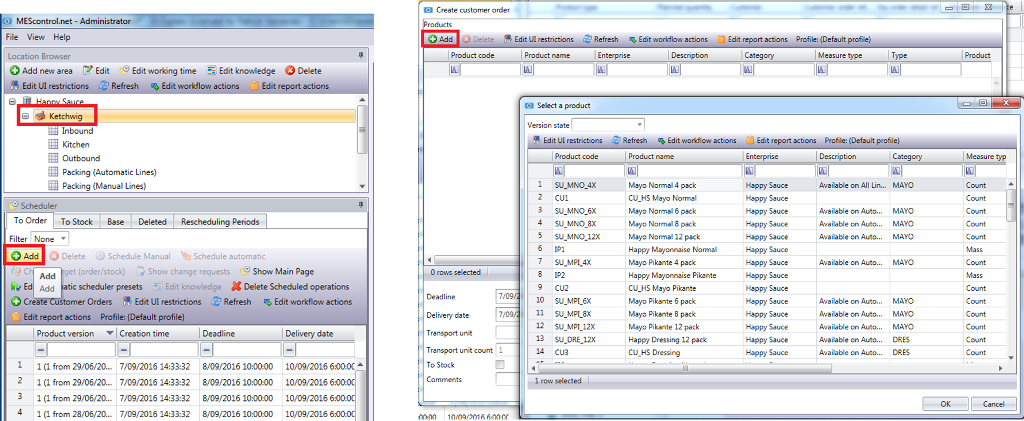 MEScontrol.net - Administrator
File View Help
Location Browser
Add new area Edit Edit working time Edit knowledge Delete
Edit UI restrictions Refresh Edit workflow actions Edit report actions
Happy Sauce
Ketchwig
Inbound
Kitchen
Outbound
Packing (Automatic Lines)
Packing (Manual Lines)
Scheduler
To Order To Stock Base Deleted Rescheduling Periods
Filter None
Add Delete Schedule Manual Schedule automatic
get (order/stock) Show change requests Show Main Page
Add
Add
matic scheduler presets Edit knowledge Delete Scheduled operations
Create Customer Orders Edit UI restrictions Refresh Edit workflow actions
Edit report actions Profile: (Default profile)
Product version Creation time Deadline Delivery date
1 1 (1 from 29/06/20... 7/09/2016 14:33:32 8/09/2016 10:00:00 10/09/2016 6:00:00
2 1 (1 from 29/06/20... 7/09/2016 14:33:32 8/09/2016 10:00:00 10/09/2016 6:00:00
3 1 (1 from 29/06/20... 7/09/2016 14:33:32 8/09/2016 10:00:00 10/09/2016 6:00:00
4 1 (1 from 28/06/20... 7/09/2016 14:33:32 8/09/2016 10:00:00 10/09/2016 6:00:00
Create customer order
Products
Add Delete Edit UI restrictions Refresh Edit workflow actions Edit report actions Profile: (Default profile)
Product code Product name Enterprise Description Category Measure type Type Product
0 rows selected
Deadline 7/09/20
Delivery date 7/09/20
Transport unit
Transport unit count 1
To Stock
Comments
10/09/2016 6:00:0
Select a product
Version state
Edit UI restrictions Refresh Edit workflow actions Edit report actions Profile: (Default profile)
Product code Product name Enterprise Description Category Measure typ
1 SU_MNO_4X Mayo Normal 4 pack Happy Sauce Available on All Lin... MAYO Count
2 CU1 CU_HS Mayo Normal Happy Sauce Count
3 SU_MNO_6X Mayo Normal 6 pack Happy Sauce Available on Auto... MAYO Count
4 SU_MNO_8X Mayo Normal 8 pack Happy Sauce Available on Auto... MAYO Count
5 SU_MNO_12X Mayo Normal 12 pack Happy Sauce Available on Auto... MAYO Count
6 IP1 Happy Mayonnaise Normal Happy Sauce Mass
7 SU_MPI_4X Mayo Pikante 4 pack Happy Sauce Available on Auto... MAYO Count
8 IP2 Happy Mayonnaise Pikante Happy Sauce Mass
9 CU2 CU_HS Mayo Pikante Happy Sauce Count
10 SU_MPI_6X Mayo Pikante 6 pack Happy Sauce Available on Auto... MAYO Count
11 SU_MPI_8X Mayo Pikante 8 pack Happy Sauce Available on Auto... MAYO Count
12 SU_MPI_12X Mayo Pikante 12 pack Happy Sauce Available on Auto... MAYO Count
13 SU_DRE_12X Happy Dressing 12 pack Happy Sauce Available on Auto... DRES Count
14 CU3 CU_HS Dressing Happy Sauce DRES Count
1 row selected
OK Cancel